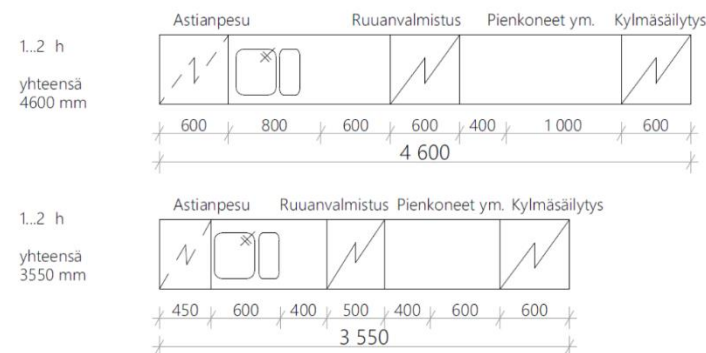 Astianpesu Ruuanvalmistus Pienkoneet ym. Kylmäsäilytys
1...2 h
yhteensä
4600 mm
600 800 600 600 400 1 000 600
4 600
Astianpesu Ruuanvalmistus Pienkoneet ym. Kylmäsäilytys
1...2 h
yhteensä
3550 mm
450 600 400 500 400 600 600
3 550